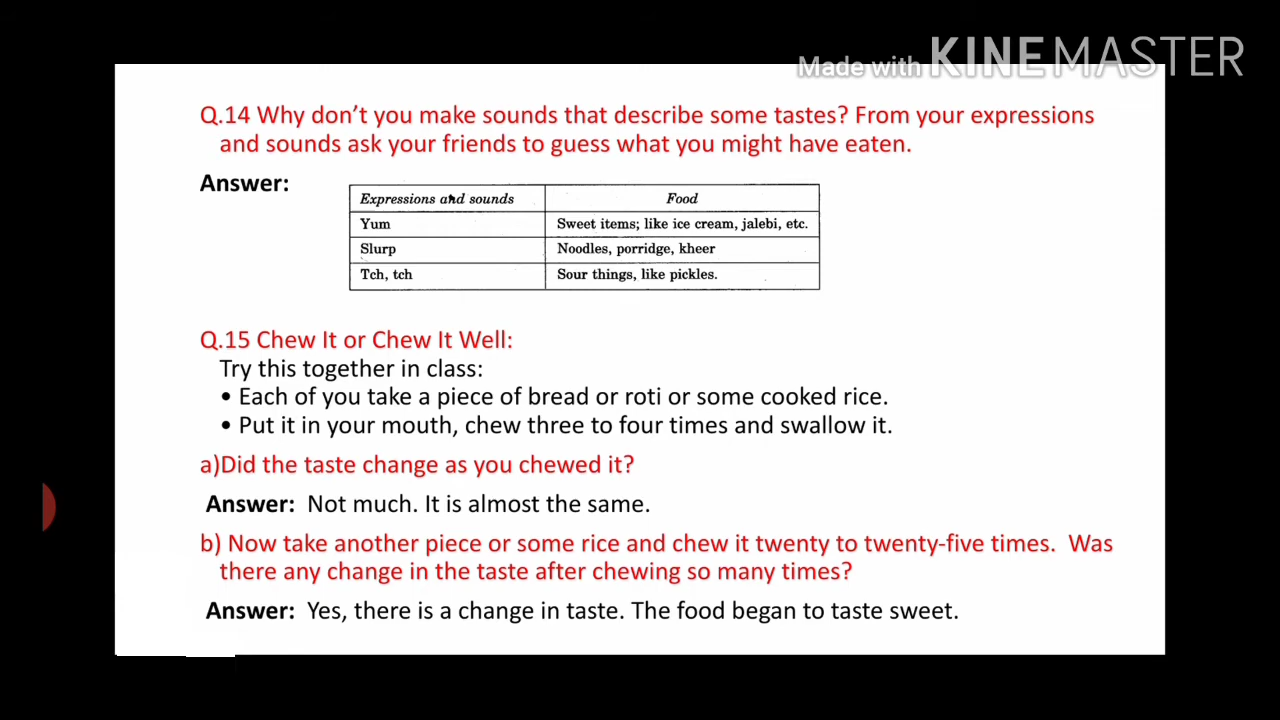 Made with KINEMASTER
Q.14 Why don't you make sounds that describe some tastes? From your expressions
and sounds ask your friends to guess what you might have eaten.
Answer:
Expressions and sounds Food
Yum Sweet items; like ice cream, jalebi, etc.
Slurp Noodles, porridge, kheer
Tch, tch Sour things, like pickles.
Q.15 Chew It or Chew It Well:
Try this together in class:
• Each of you take a piece of bread or roti or some cooked rice.
• Put it in your mouth, chew three to four times and swallow it.
a)Did the taste change as you chewed it?
Answer: Not much. It is almost the same.
b) Now take another piece or some rice and chew it twenty to twenty-five times. Was
there any change in the taste after chewing so many times?
Answer: Yes, there is a change in taste. The food began to taste sweet.